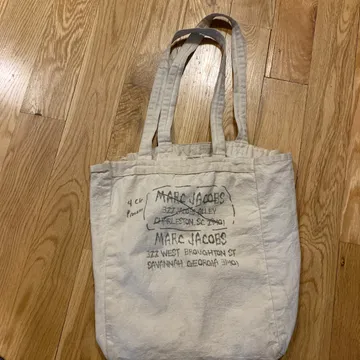 MARC JACOBS
CHARLESTON, SC 29401
MARC JACOBS
322 WEST BROUGHTON ST
SAVANNAH GEORGIA 31401